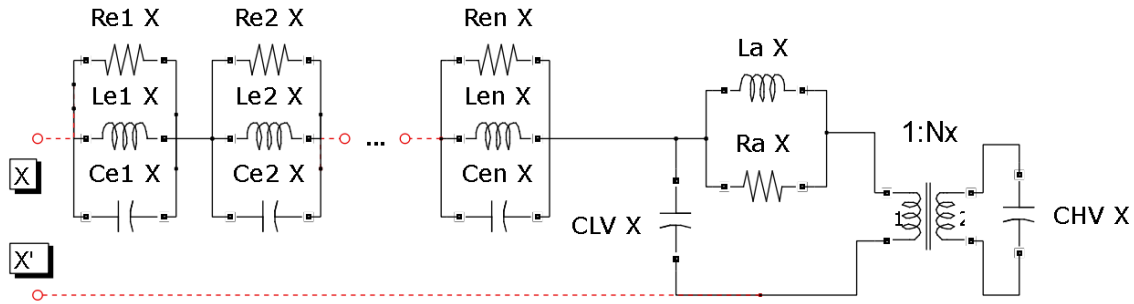 Re1 X Re2 X Ren X
La X
Le1 X Le2 X Len X
1:Nx
... Ra X
X Ce1 X Ce2 X Cen X
CLV X 1 2 CHV X
X'